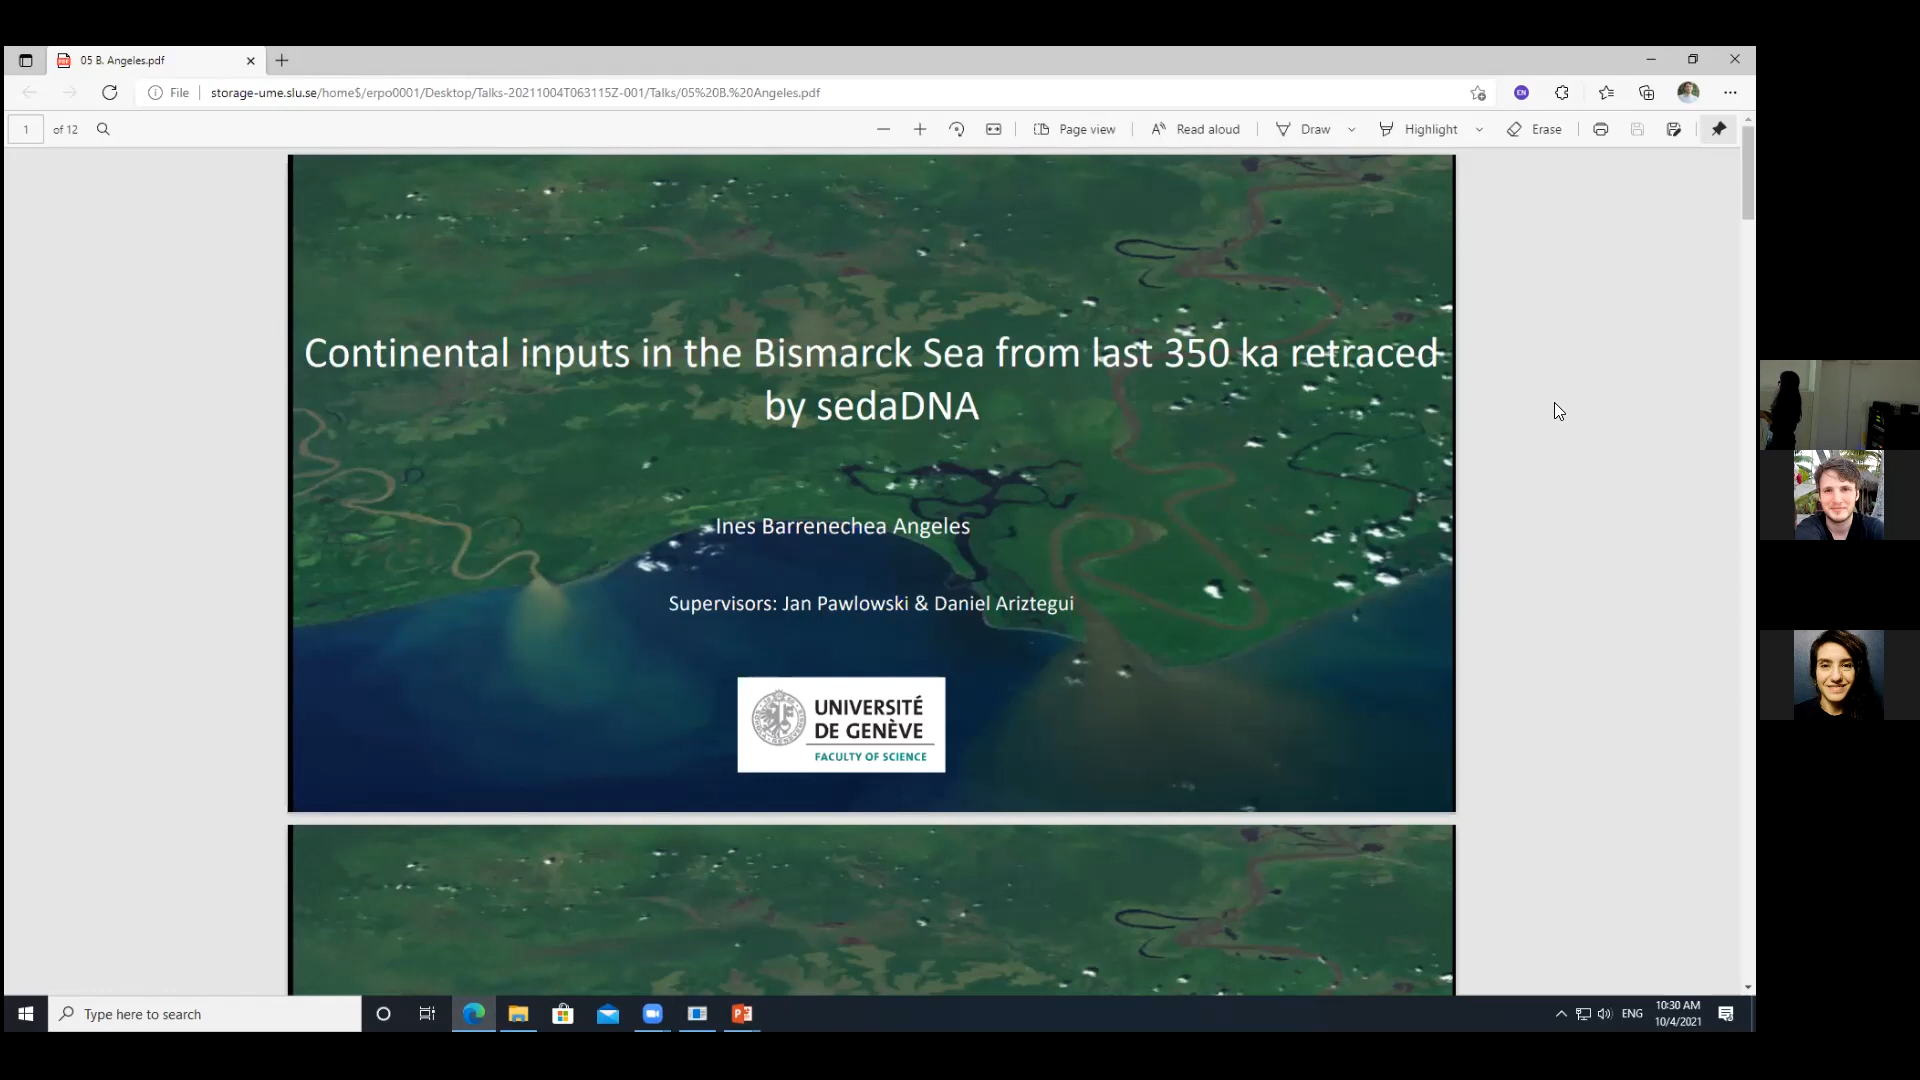 05 B. Angeles.pdf
File
storage-ume.slu.se/home$/erpo0001/Desktop/Talks-20211004T063115Z-001/Talks/05%20B.%20Angeles.pdf
EN
1 of 12
Page view
Read aloud
Draw
Highlight
Erase
Continental inputs in the Bismarck Sea from last 350 ka retraced
by sedaDNA
Ines Barrenechea Angeles
Supervisors: Jan Pawlowski & Daniel Ariztegui
UNIVERSITÉ
DE GENÈVE
FACULTY OF SCIENCE
Type here to search
ENG
10:30 AM
10/4/2021